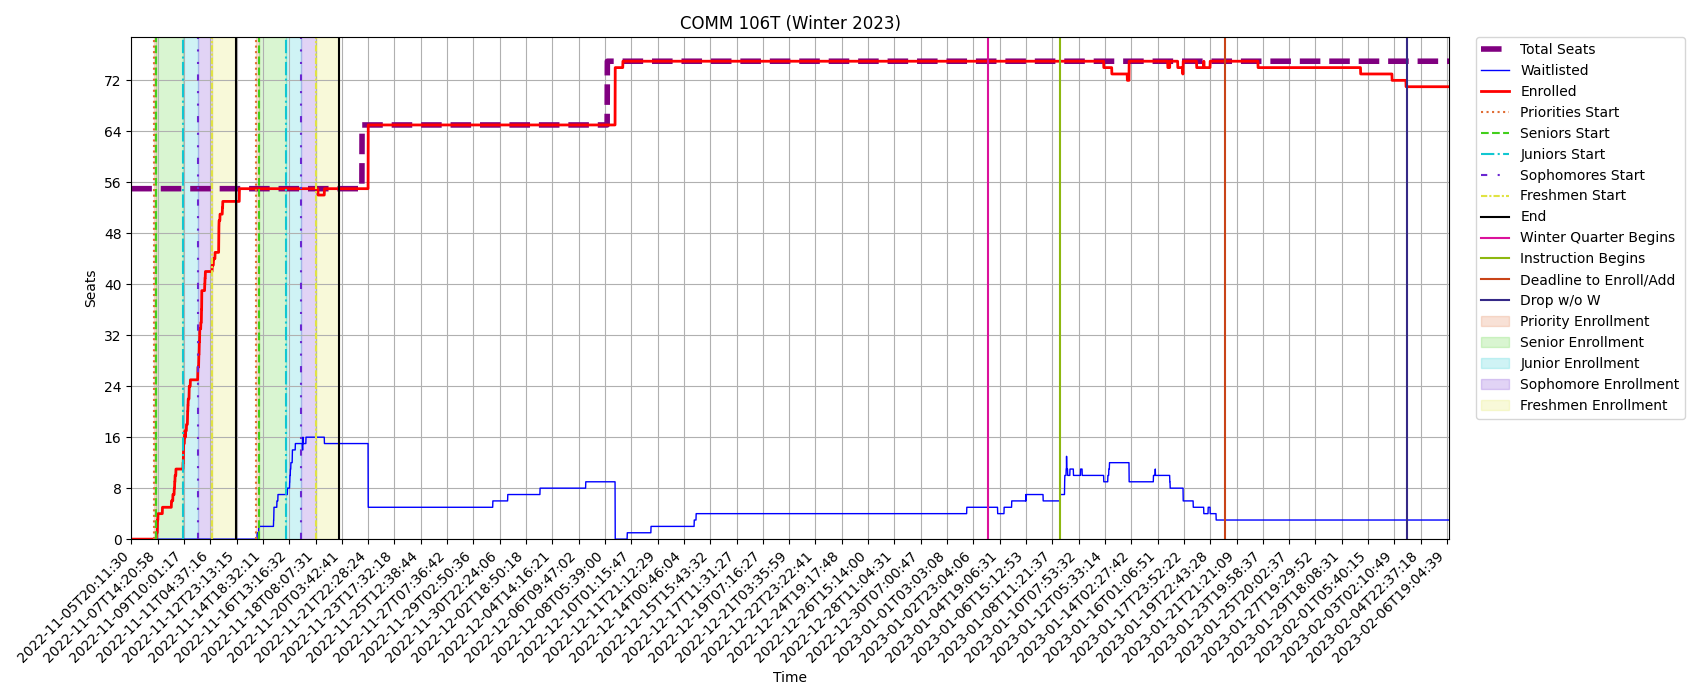 COMM 106T (Winter 2023)
Seats
72
64
56
48
40
32
24
16
8
0
2022-11-05T20:11:30
2022-11-07T14:20:58
2022-11-09T10:01:17
2022-11-11T04:37:16
2022-11-12T23:13:15
2022-11-14T18:32:11
2022-11-16T13:16:32
2022-11-18T08:07:31
2022-11-20T03:42:41
2022-11-21T22:28:24
2022-11-23T17:32:18
2022-11-25T12:38:44
2022-11-27T07:36:42
2022-11-29T02:50:36
2022-11-30T22:24:06
2022-12-02T18:50:18
2022-12-04T14:16:21
2022-12-06T09:47:02
2022-12-08T05:39:00
2022-12-10T01:15:47
2022-12-11T21:12:29
2022-12-14T00:46:04
2022-12-15T15:43:32
2022-12-17T11:31:27
2022-12-19T07:16:27
2022-12-21T03:35:59
2022-12-22T23:22:41
2022-12-24T19:17:48
2022-12-26T15:14:00
2022-12-28T11:04:31
2022-12-30T07:00:47
2023-01-01T03:03:08
2023-01-02T23:04:06
2023-01-04T19:06:31
2023-01-06T15:12:53
2023-01-08T11:21:37
2023-01-10T07:53:32
2023-01-12T05:33:14
2023-01-14T02:27:42
2023-01-16T01:06:51
2023-01-17T23:52:22
2023-01-19T22:43:28
2023-01-21T21:21:09
2023-01-23T19:58:37
2023-01-25T20:02:37
2023-01-27T19:29:52
2023-01-29T18:08:31
2023-02-01T05:40:15
2023-02-03T02:10:49
2023-02-04T22:37:18
2023-02-06T19:04:39
Time
Total Seats
Waitlisted
Enrolled
Priorities Start
Seniors Start
Juniors Start
Sophomores Start
Freshmen Start
End
Winter Quarter Begins
Instruction Begins
Deadline to Enroll/Add
Drop w/o W
Priority Enrollment
Senior Enrollment
Junior Enrollment
Sophomore Enrollment
Freshmen Enrollment